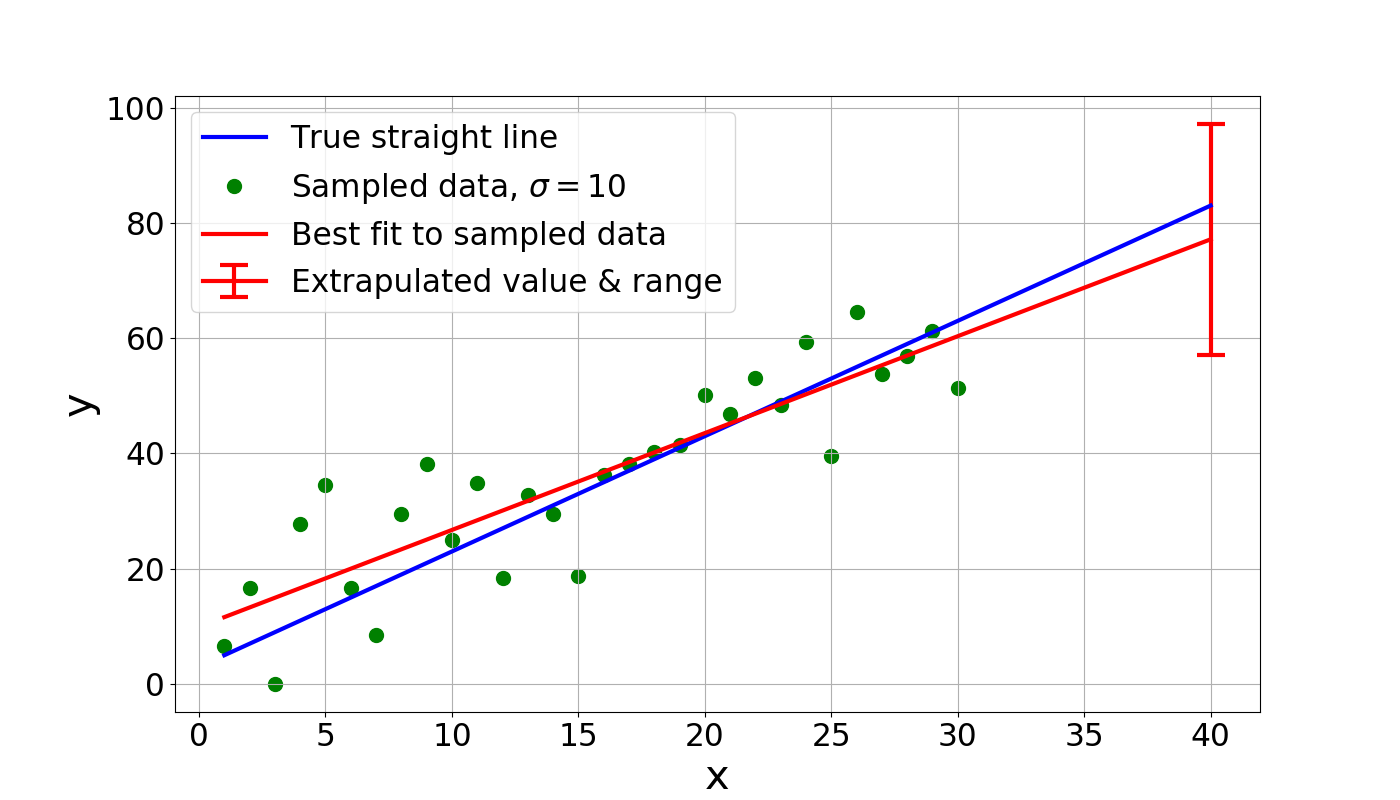 100
80
60
40
20
0
y
True straight line
Sampled data, σ = 10
Best fit to sampled data
Extrapulated value & range
0 5 10 15 20 25 30 35 40
x